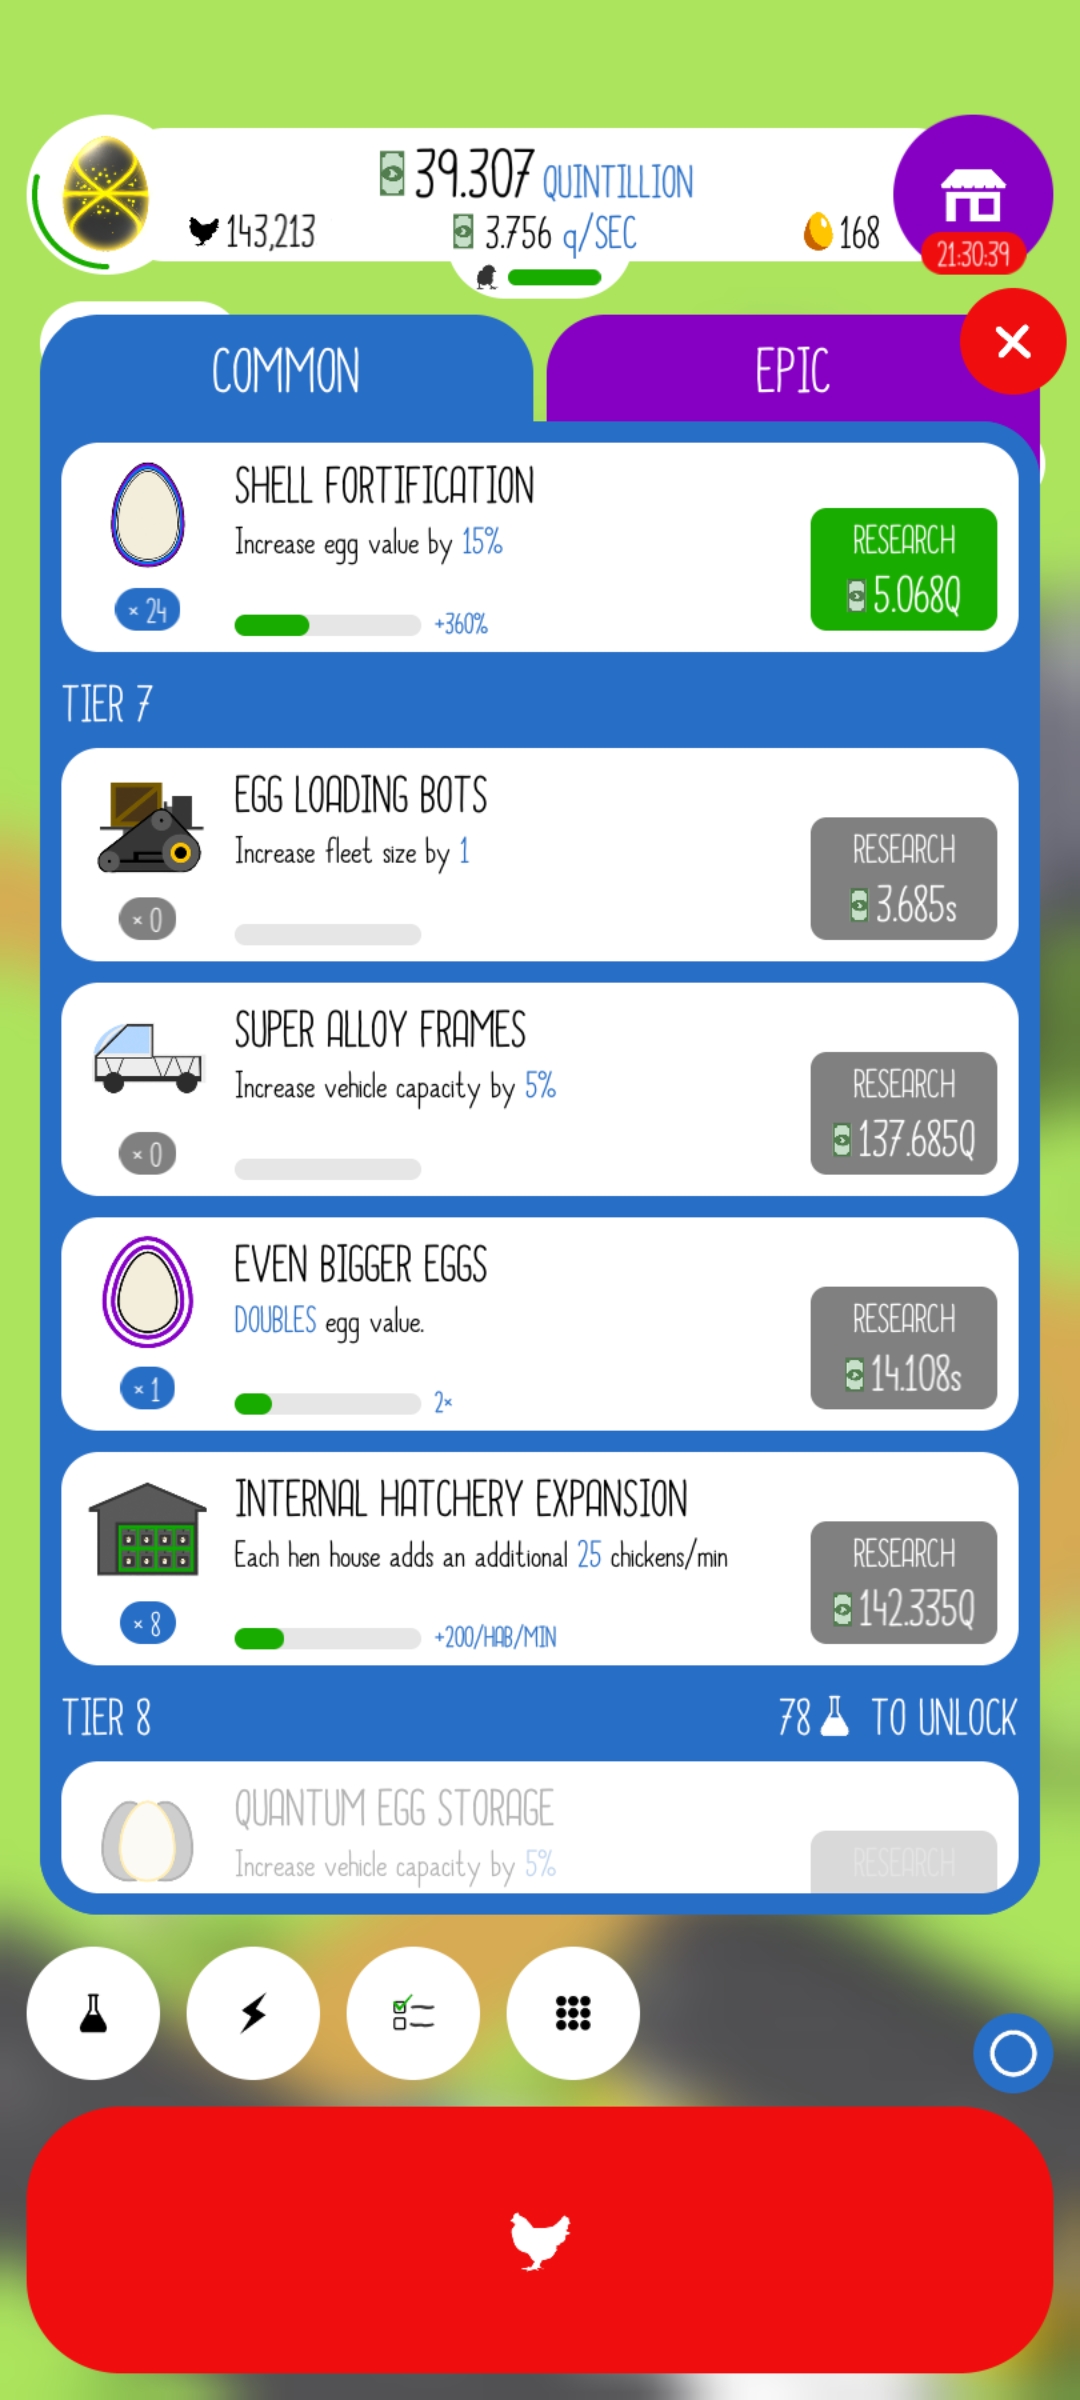 39.307 QUINTILLION
143,213
3.756 q/SEC
168
21:30:39
COMMON
EPIC
SHELL FORTIFICATION
Increase egg value by 15%
× 24
+360%
RESEARCH
5.068Q
TIER 7
EGG LOADING BOTS
Increase fleet size by 1
× 0
RESEARCH
3.685s
SUPER ALLOY FRAMES
Increase vehicle capacity by 5%
× 0
RESEARCH
137.685Q
EVEN BIGGER EGGS
DOUBLES egg value.
× 1
2×
RESEARCH
14.108s
INTERNAL HATCHERY EXPANSION
Each hen house adds an additional 25 chickens/min
× 8
+200/HAB/MIN
RESEARCH
142.335Q
TIER 8
78 TO UNLOCK
QUANTUM EGG STORAGE
Increase vehicle capacity by 5%
RESEARCH